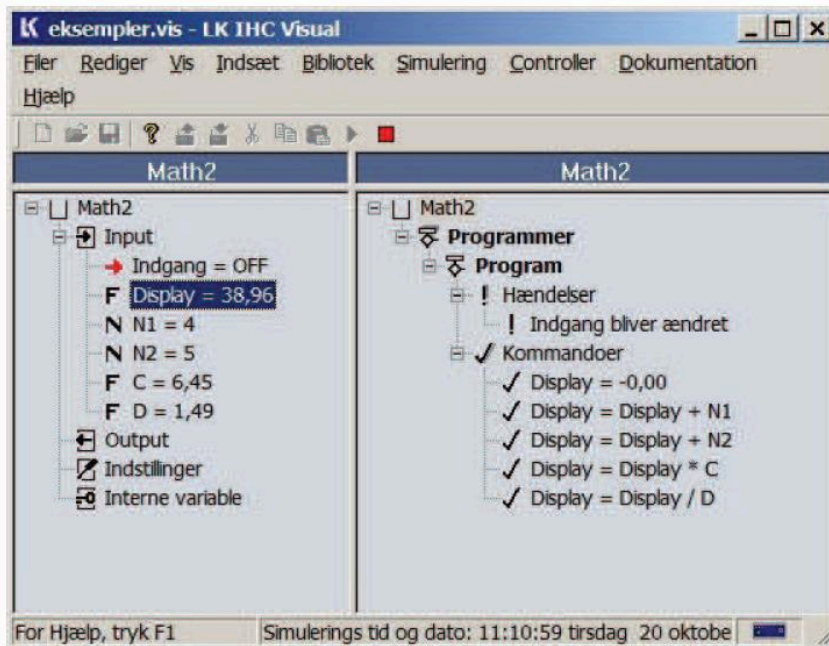 eksempler.vis - LK IHC Visual
Filer Rediger Vis Indsæt Bibliotek Simulering Controller Dokumentation
Hjælp
Math2
Math2
Input
Indgang = OFF
F Display = 38,96
N N1 = 4
N N2 = 5
F C = 6,45
F D = 1,49
Output
Indstillinger
Interne variable
Math2
Math2
Programmer
Program
! Hændelser
! Indgang bliver ændret
Kommandoer
Display = -0,00
Display = Display + N1
Display = Display + N2
Display = Display * C
Display = Display / D
For Hjælp, tryk F1
Simulerings tid og dato: 11:10:59 tirsdag 20 oktobe